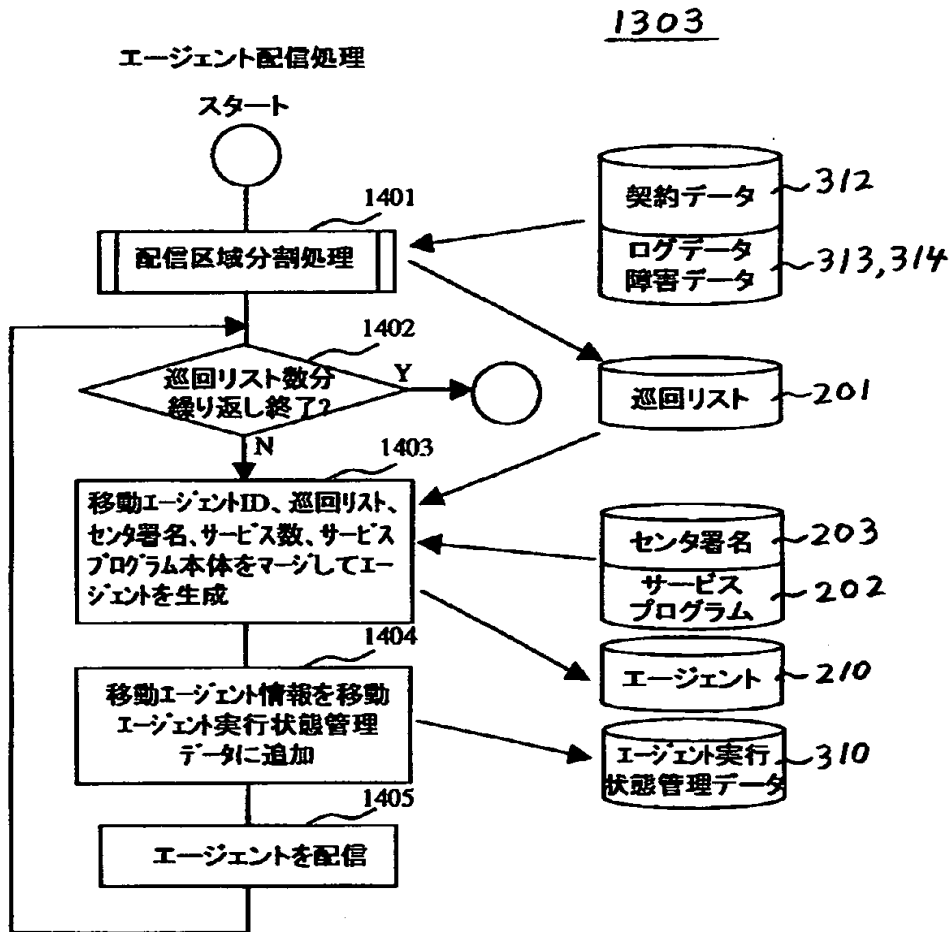 1303
エージェント配信処理
スタート
1401
配信区域分割処理
契約データ
312
ログデータ
障害データ
313,314
1402
巡回リスト数分
繰り返し終了?
Y
N
巡回リスト
201
1403
移動エージェントID、巡回リスト、
センタ署名、サービス数、サービス
プログラム本体をマージしてエー
ジェントを生成
センタ署名
203
サービス
プログラム
202
エージェント
210
1404
移動エージェント情報を移動
エージェント実行状態管理
データに追加
エージェント実行
状態管理データ
310
1405
エージェントを配信